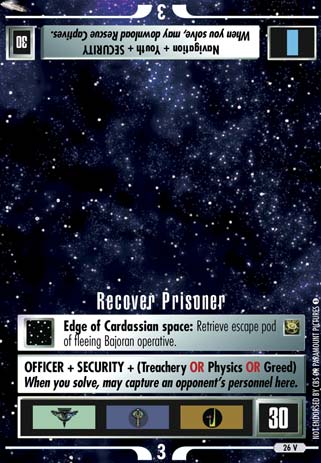 3
Navigation + Youth + SECURITY
When you solve, may download Rescue Captives.
30
Recover Prisoner
Edge of Cardassian space: Retrieve escape pod
of fleeing Bajoran operative.
OFFICER + SECURITY + (Treachery OR Physics OR Greed)
When you solve, may capture an opponent's personnel here.
30
26 V
3
NOT ENDORSED BY CBS OR PARAMOUNT PICTURES